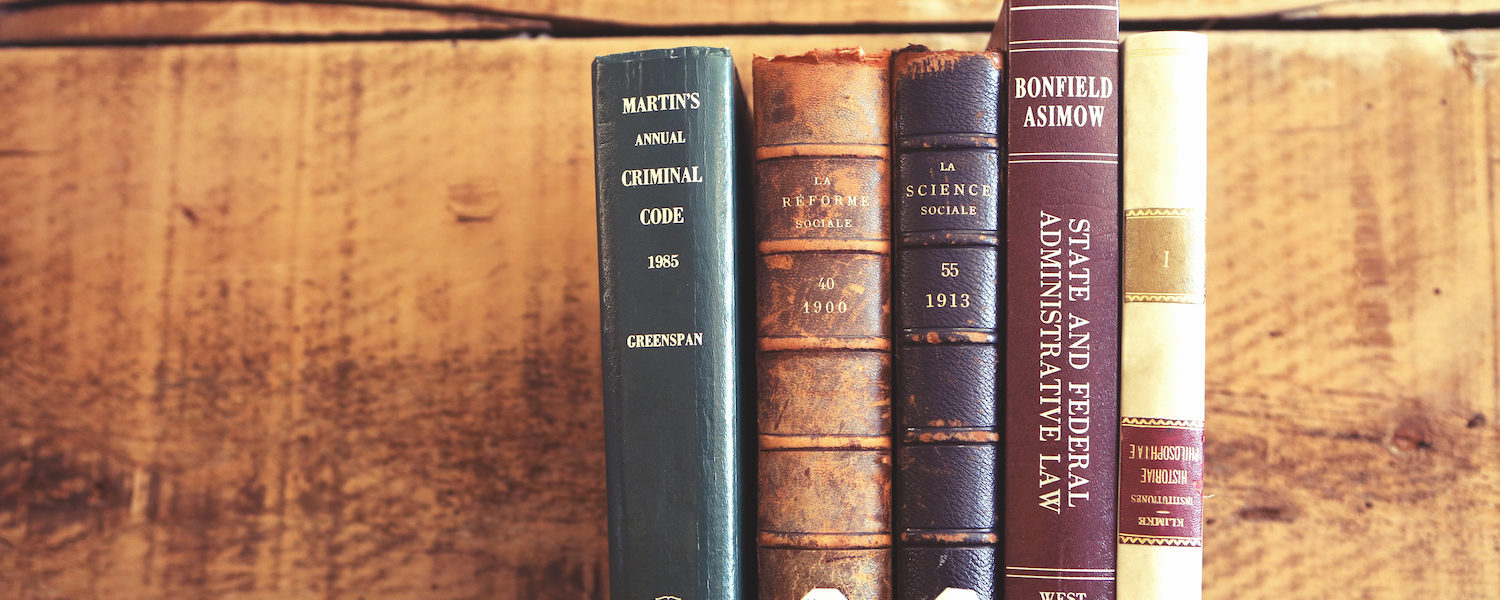 MARTIN'S
ANNUAL
CRIMINAL
CODE
1985
GREENSPAN
LA
RÉFORME
SOCIALE
40
1900
LA
SCIENCE
SOCIALE
55
1913
BONFIELD
ASIMOW
STATE AND FEDERAL
ADMINISTRATIVE LAW
WEST
I
KLIMKE
INSTITUTIONES
HISTORIAE
PHILOSOPHIAE